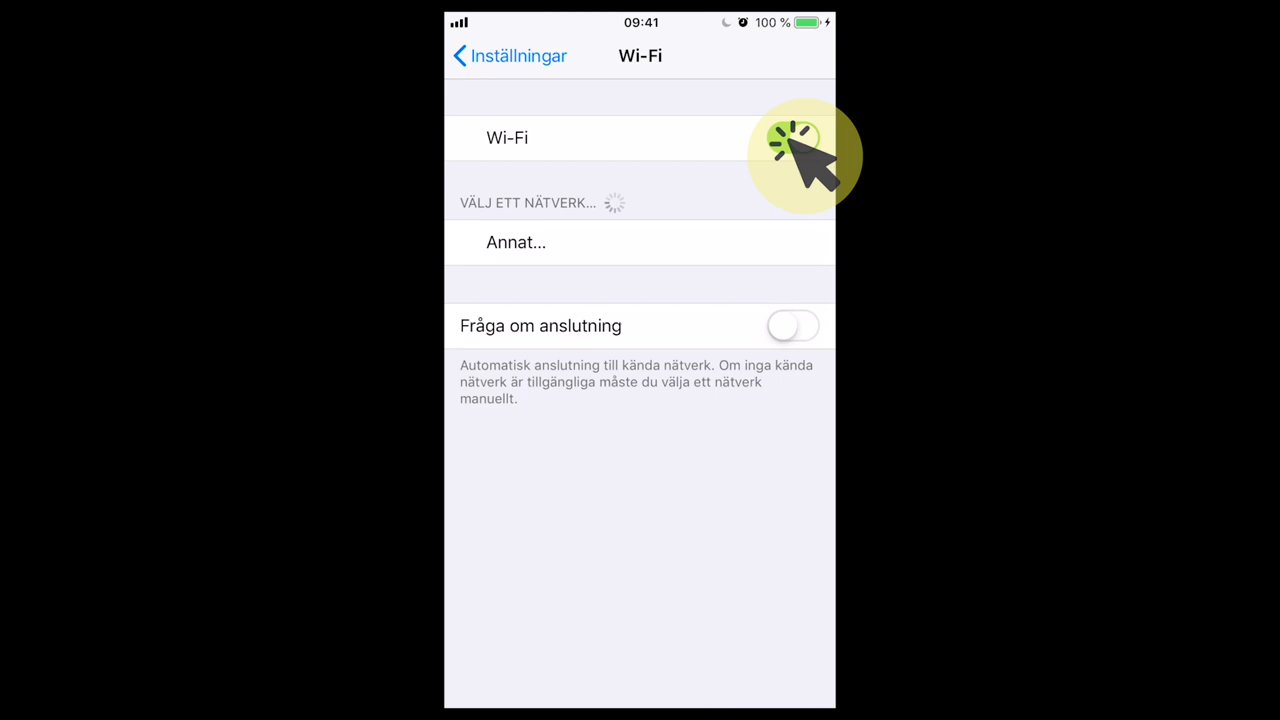 09:41
100 %
Inställningar
Wi-Fi
Wi-Fi
VÄLJ ETT NÄTVERK...
Annat...
Fråga om anslutning
Automatisk anslutning till kända nätverk. Om inga kända
nätverk är tillgängliga måste du välja ett nätverk
manuellt.